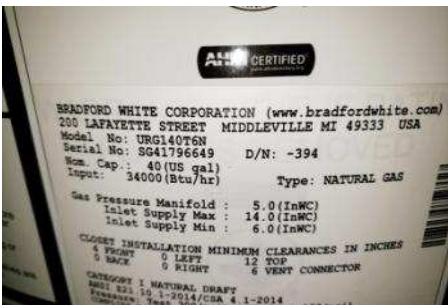 AHRI CERTIFIED
BRADFORD WHITE CORPORATION (www.bradfordwhite.com)
200 LAFAYETTE STREET MIDDLEVILLE MI 49333 USA
Model No: URG140T6N
Serial No: SG41796649 D/N: -394
Nom. Cap.: 40(US gal)
Input: 34000(Btu/hr) Type: NATURAL GAS
Gas Pressure Manifold : 5.0(InWC)
Inlet Supply Max : 14.0(InWC)
Inlet Supply Min : 6.0(InWC)
CLOSET INSTALLATION MINIMUM CLEARANCES IN INCHES
4 FRONT 0 LEFT 12 TOP
0 BACK 0 RIGHT 6 VENT CONNECTOR
CATEGORY I NATURAL DRAFT
ANSI Z21.10.1-2014/CSA 4.1-2014